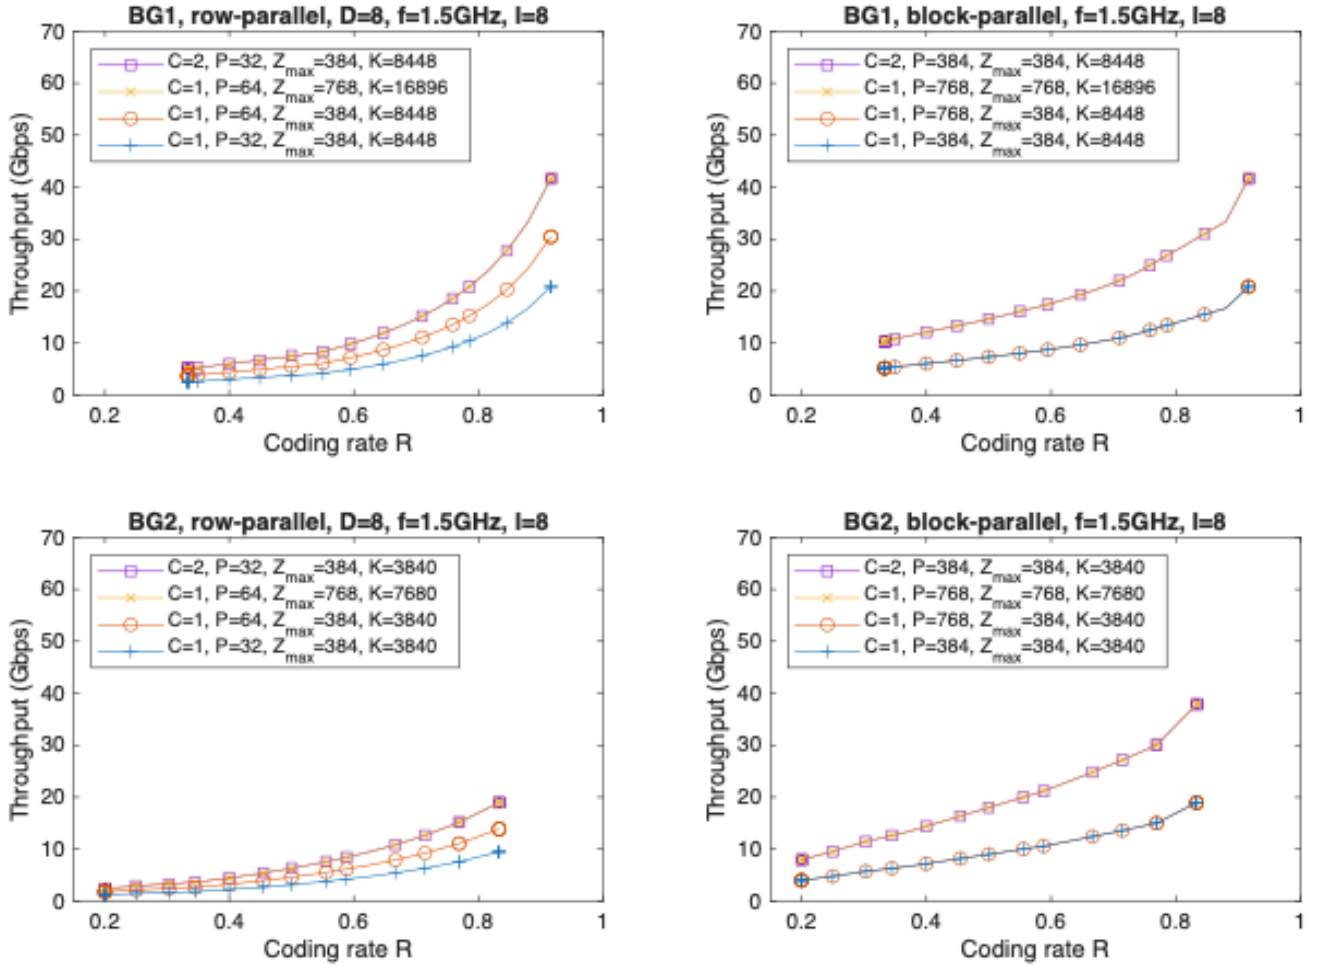 BG1, row-parallel, D=8, f=1.5GHz, I=8
70
60
50
40
30
20
10
0
Throughput (Gbps)
C=2, P=32, Zmax=384, K=8448
C=1, P=64, Zmax=768, K=16896
C=1, P=64, Zmax=384, K=8448
C=1, P=32, Zmax=384, K=8448
0.2 0.4 0.6 0.8 1
Coding rate R
BG1, block-parallel, f=1.5GHz, I=8
70
60
50
40
30
20
10
0
Throughput (Gbps)
C=2, P=384, Zmax=384, K=8448
C=1, P=768, Zmax=768, K=16896
C=1, P=768, Zmax=384, K=8448
C=1, P=384, Zmax=384, K=8448
0.2 0.4 0.6 0.8 1
Coding rate R
BG2, row-parallel, D=8, f=1.5GHz, I=8
70
60
50
40
30
20
10
0
Throughput (Gbps)
C=2, P=32, Zmax=384, K=3840
C=1, P=64, Zmax=768, K=7680
C=1, P=64, Zmax=384, K=3840
C=1, P=32, Zmax=384, K=3840
0.2 0.4 0.6 0.8 1
Coding rate R
BG2, block-parallel, f=1.5GHz, I=8
70
60
50
40
30
20
10
0
Throughput (Gbps)
C=2, P=384, Zmax=384, K=3840
C=1, P=768, Zmax=768, K=7680
C=1, P=768, Zmax=384, K=3840
C=1, P=384, Zmax=384, K=3840
0.2 0.4 0.6 0.8 1
Coding rate R